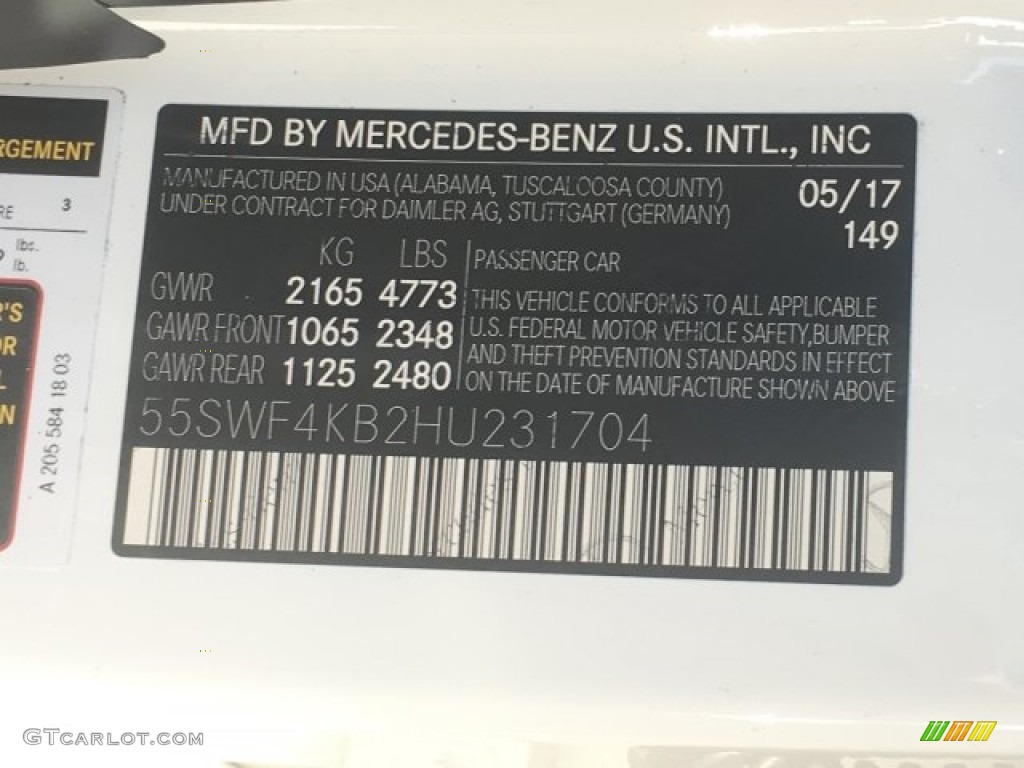 MFD BY MERCEDES-BENZ U.S. INTL., INC
MANUFACTURED IN USA (ALABAMA, TUSCALOOSA COUNTY)
UNDER CONTRACT FOR DAIMLER AG, STUTTGART (GERMANY)
05/17
149
KG LBS
GVWR 2165 4773
GAWR FRONT 1065 2348
GAWR REAR 1125 2480
PASSENGER CAR
THIS VEHICLE CONFORMS TO ALL APPLICABLE
U.S. FEDERAL MOTOR VEHICLE SAFETY, BUMPER
AND THEFT PREVENTION STANDARDS IN EFFECT
ON THE DATE OF MANUFACTURE SHOWN ABOVE
55SWF4KB2HU231704
RGEMENT
RE 3
lbs.
lb.
R'S
OR
L
N
A 205 584 18 03
GTCARLOT.COM